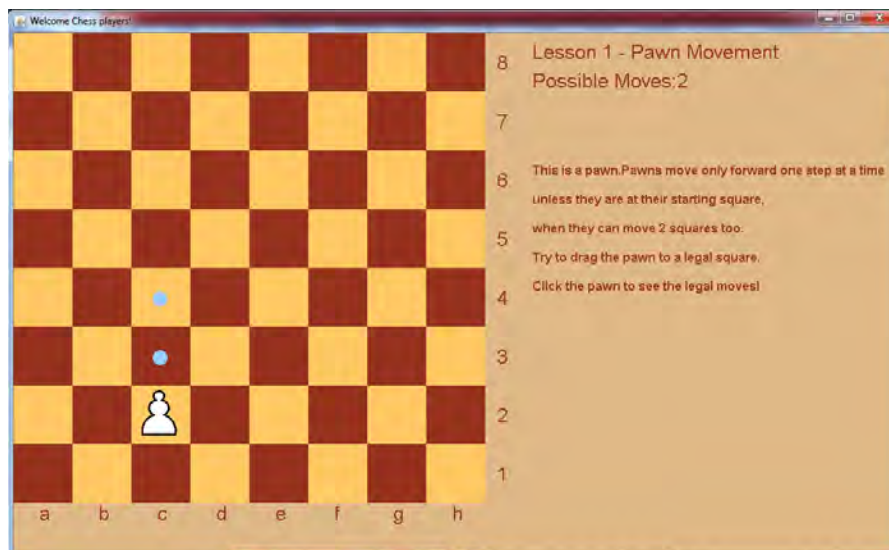 Welcome Chess players!
Lesson 1 - Pawn Movement
Possible Moves:2
This is a pawn.Pawns move only forward one step at a time
unless they are at their starting square,
when they can move 2 squares too.
Try to drag the pawn to a legal square.
Click the pawn to see the legal moves!
8
7
6
5
4
3
2
1
a b c d e f g h